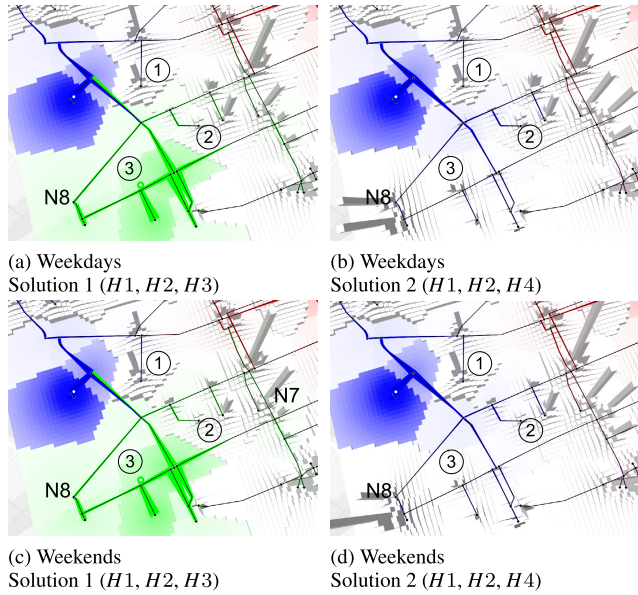 1
2
3
N8
1
2
3
N8
(a) Weekdays
Solution 1 (H1, H2, H3)
(b) Weekdays
Solution 2 (H1, H2, H4)
1
N7
2
3
N8
1
2
3
N8
(c) Weekends
Solution 1 (H1, H2, H3)
(d) Weekends
Solution 2 (H1, H2, H4)